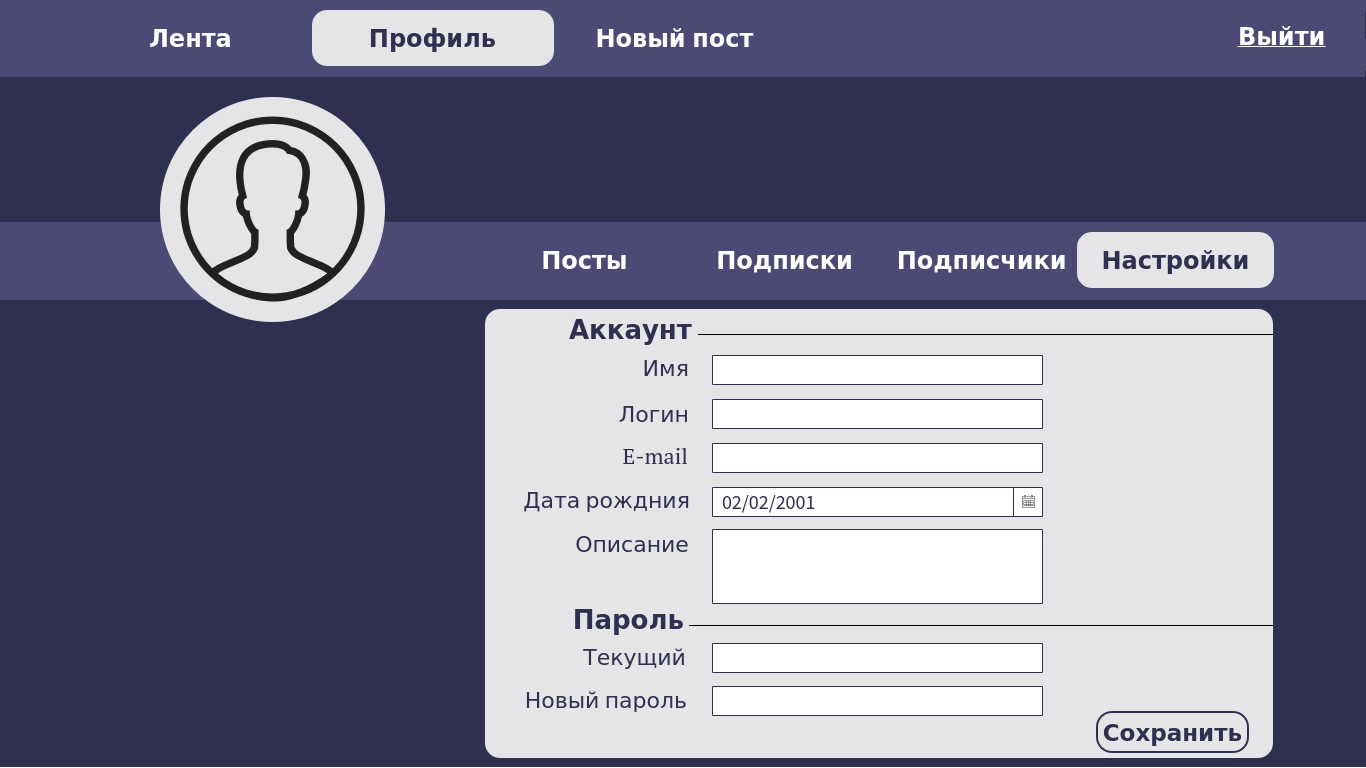 Лента Профиль Новый пост Выйти
Посты Подписки Подписчики Настройки
Аккаунт
Имя
Логин
E-mail
Дата рождния 02/02/2001
Описание
Пароль
Текущий
Новый пароль
Сохранить